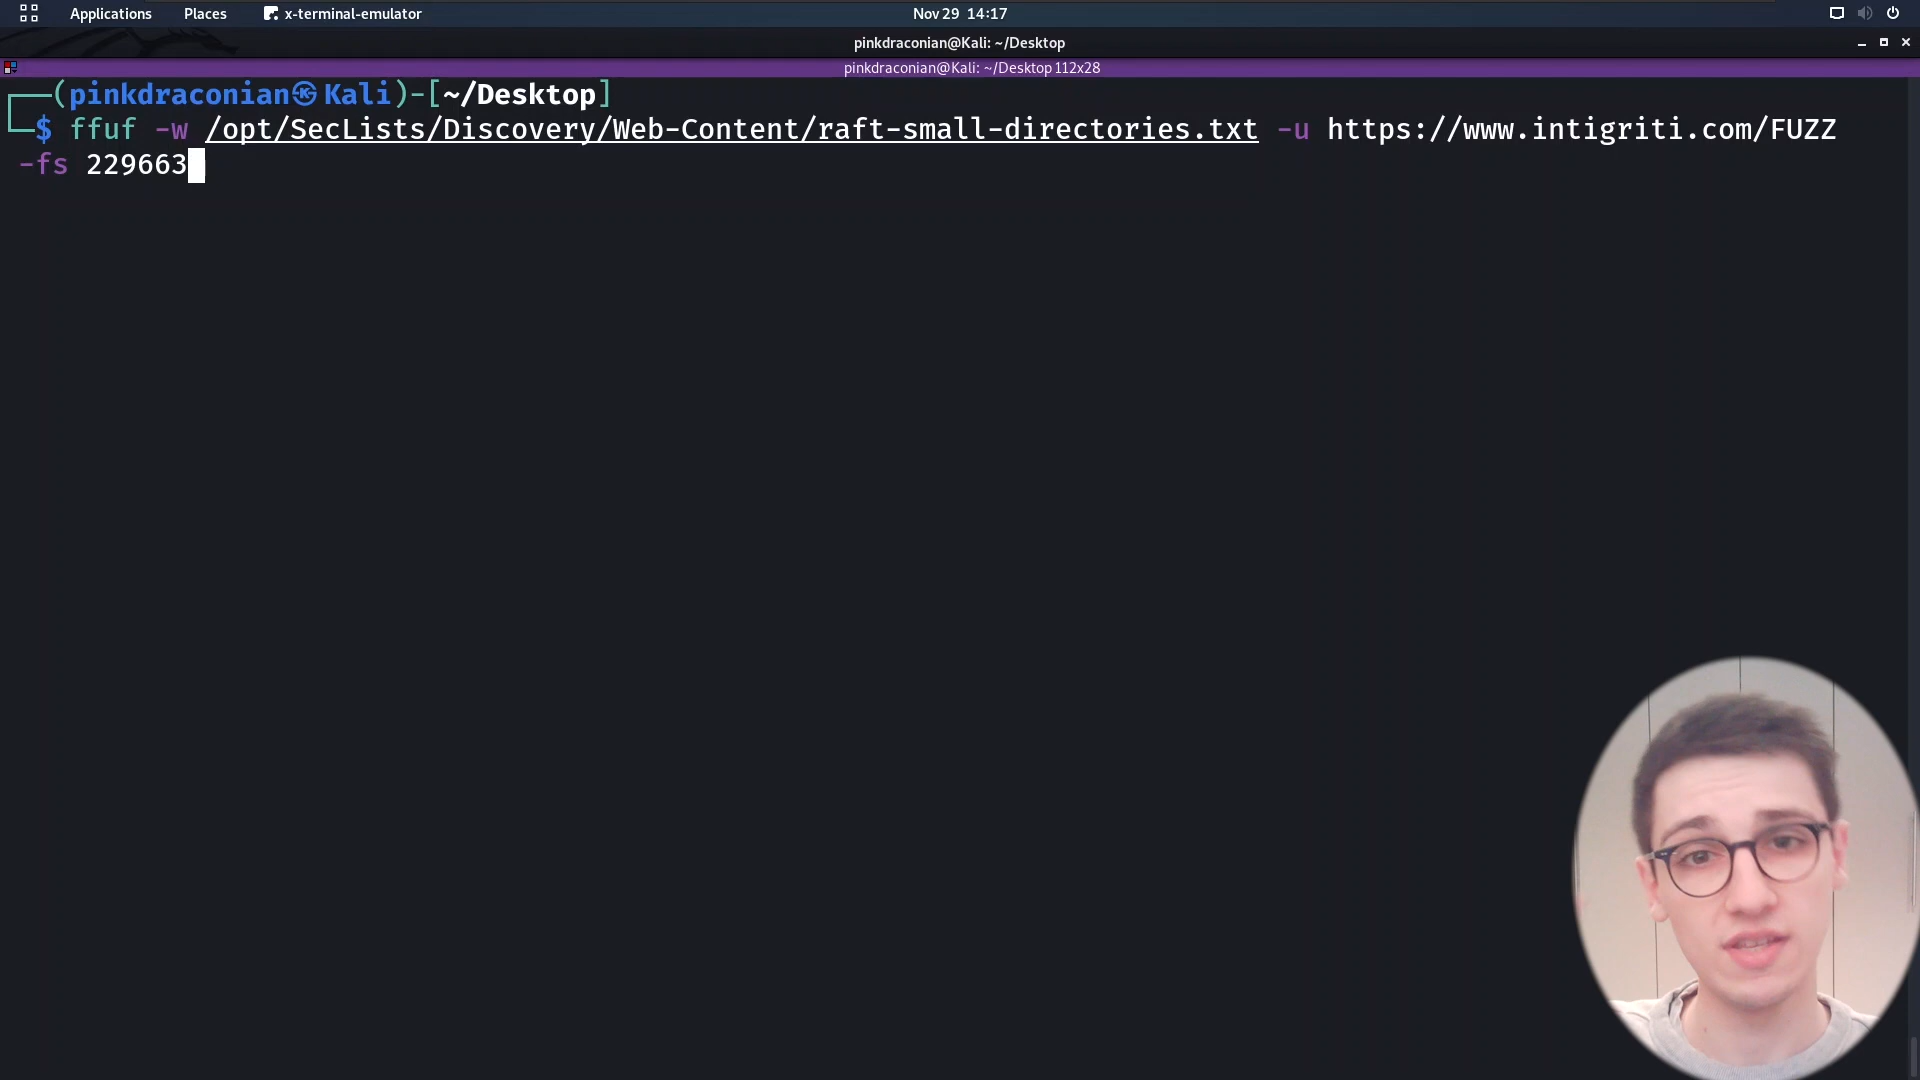 Applications Places x-terminal-emulator Nov 29 14:17
pinkdraconian@Kali: ~/Desktop
pinkdraconian@Kali: ~/Desktop 112x28
(pinkdraconian㉿Kali)-[~/Desktop]
$ ffuf -w /opt/SecLists/Discovery/Web-Content/raft-small-directories.txt -u https://www.intigriti.com/FUZZ
-fs 229663